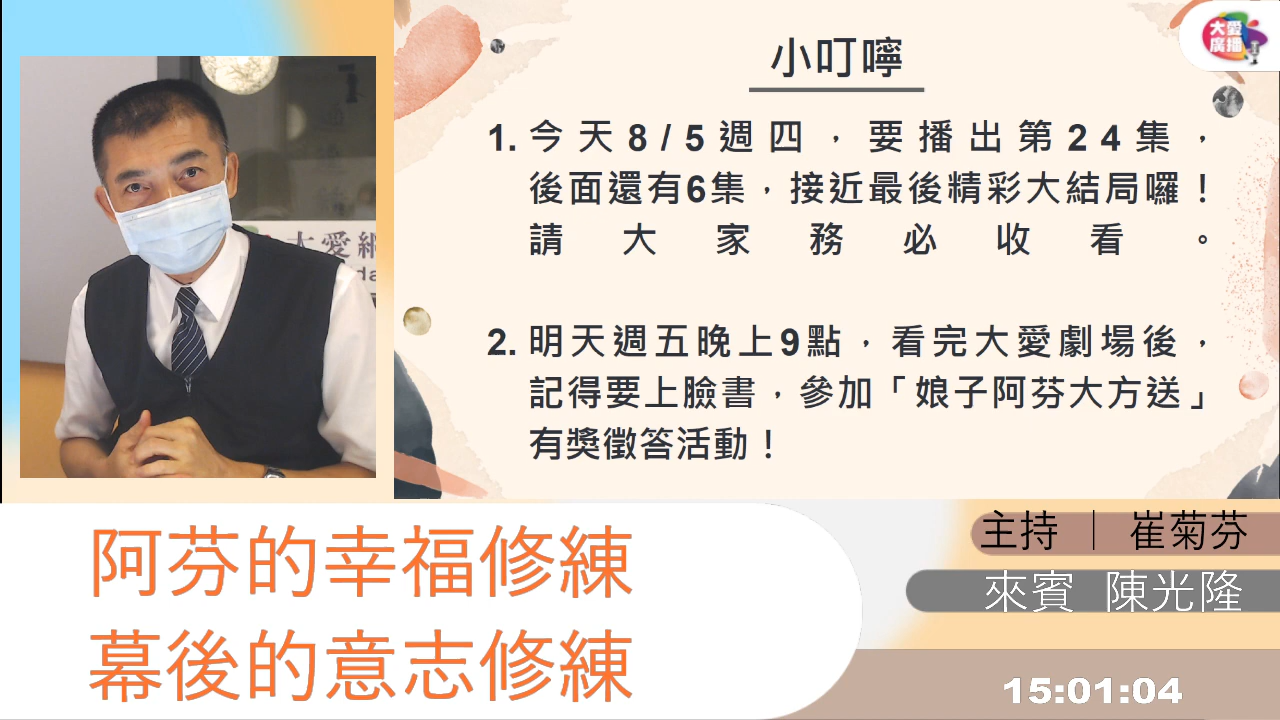 大愛
廣播
小叮嚀
1. 今天8/5週四，要播出第24集，
後面還有6集，接近最後精彩大結局囉！
請大家務必收看。
2. 明天週五晚上9點，看完大愛劇場後，
記得要上臉書，參加「娘子阿芬大方送」
有獎徵答活動！
大愛網
da
阿芬的幸福修練
幕後的意志修練
主持｜崔菊芬
來賓 陳光隆
15:01:04